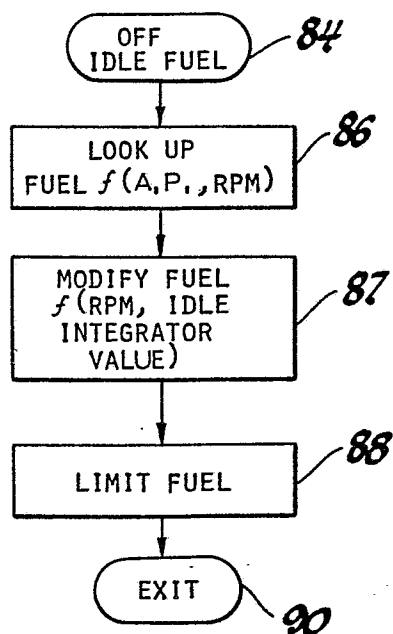 OFF
IDLE FUEL
84
LOOK UP
FUEL f(A.P., RPM)
86
MODIFY FUEL
f(RPM, IDLE
INTEGRATOR
VALUE)
87
LIMIT FUEL
88
EXIT
90